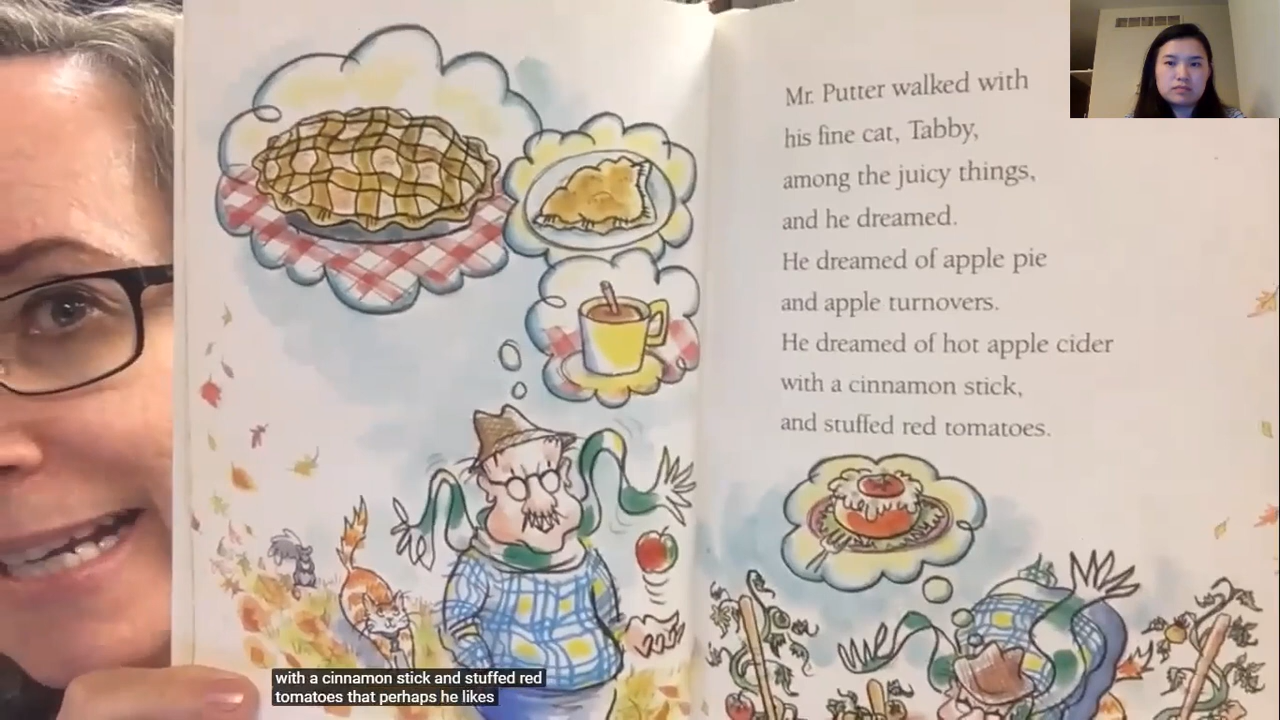 Mr. Putter walked with
his fine cat, Tabby,
among the juicy things,
and he dreamed.
He dreamed of apple pie
and apple turnovers.
He dreamed of hot apple cider
with a cinnamon stick,
and stuffed red tomatoes.
with a cinnamon stick and stuffed red
tomatoes that perhaps he likes